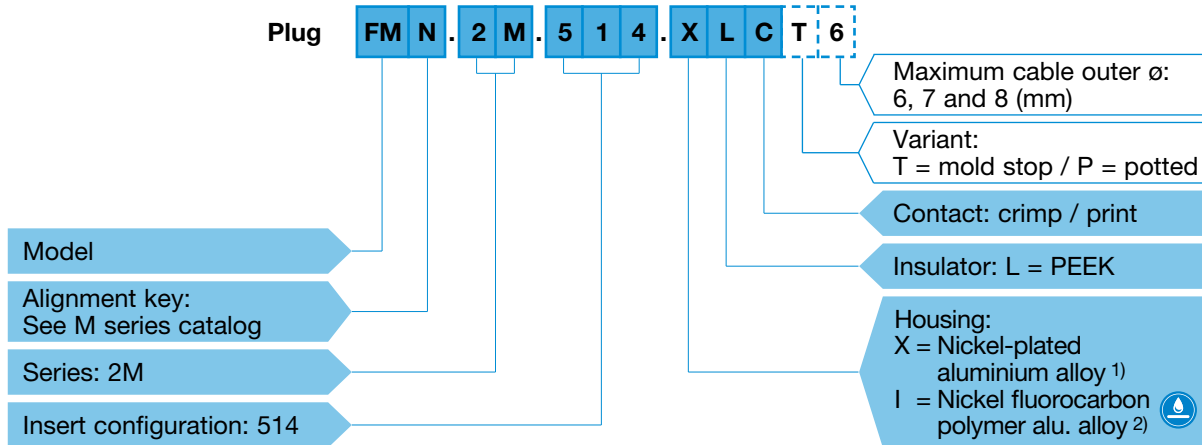 Plug FM N . 2 M . 5 1 4 . X L C T 6
Maximum cable outer ø:
6, 7 and 8 (mm)
Variant:
T = mold stop / P = potted
Contact: crimp / print
Model
Insulator: L = PEEK
Alignment key:
See M series catalog
Housing:
X = Nickel-plated
aluminium alloy 1)
I = Nickel fluorocarbon
polymer alu. alloy 2)
Series: 2M
Insert configuration: 514